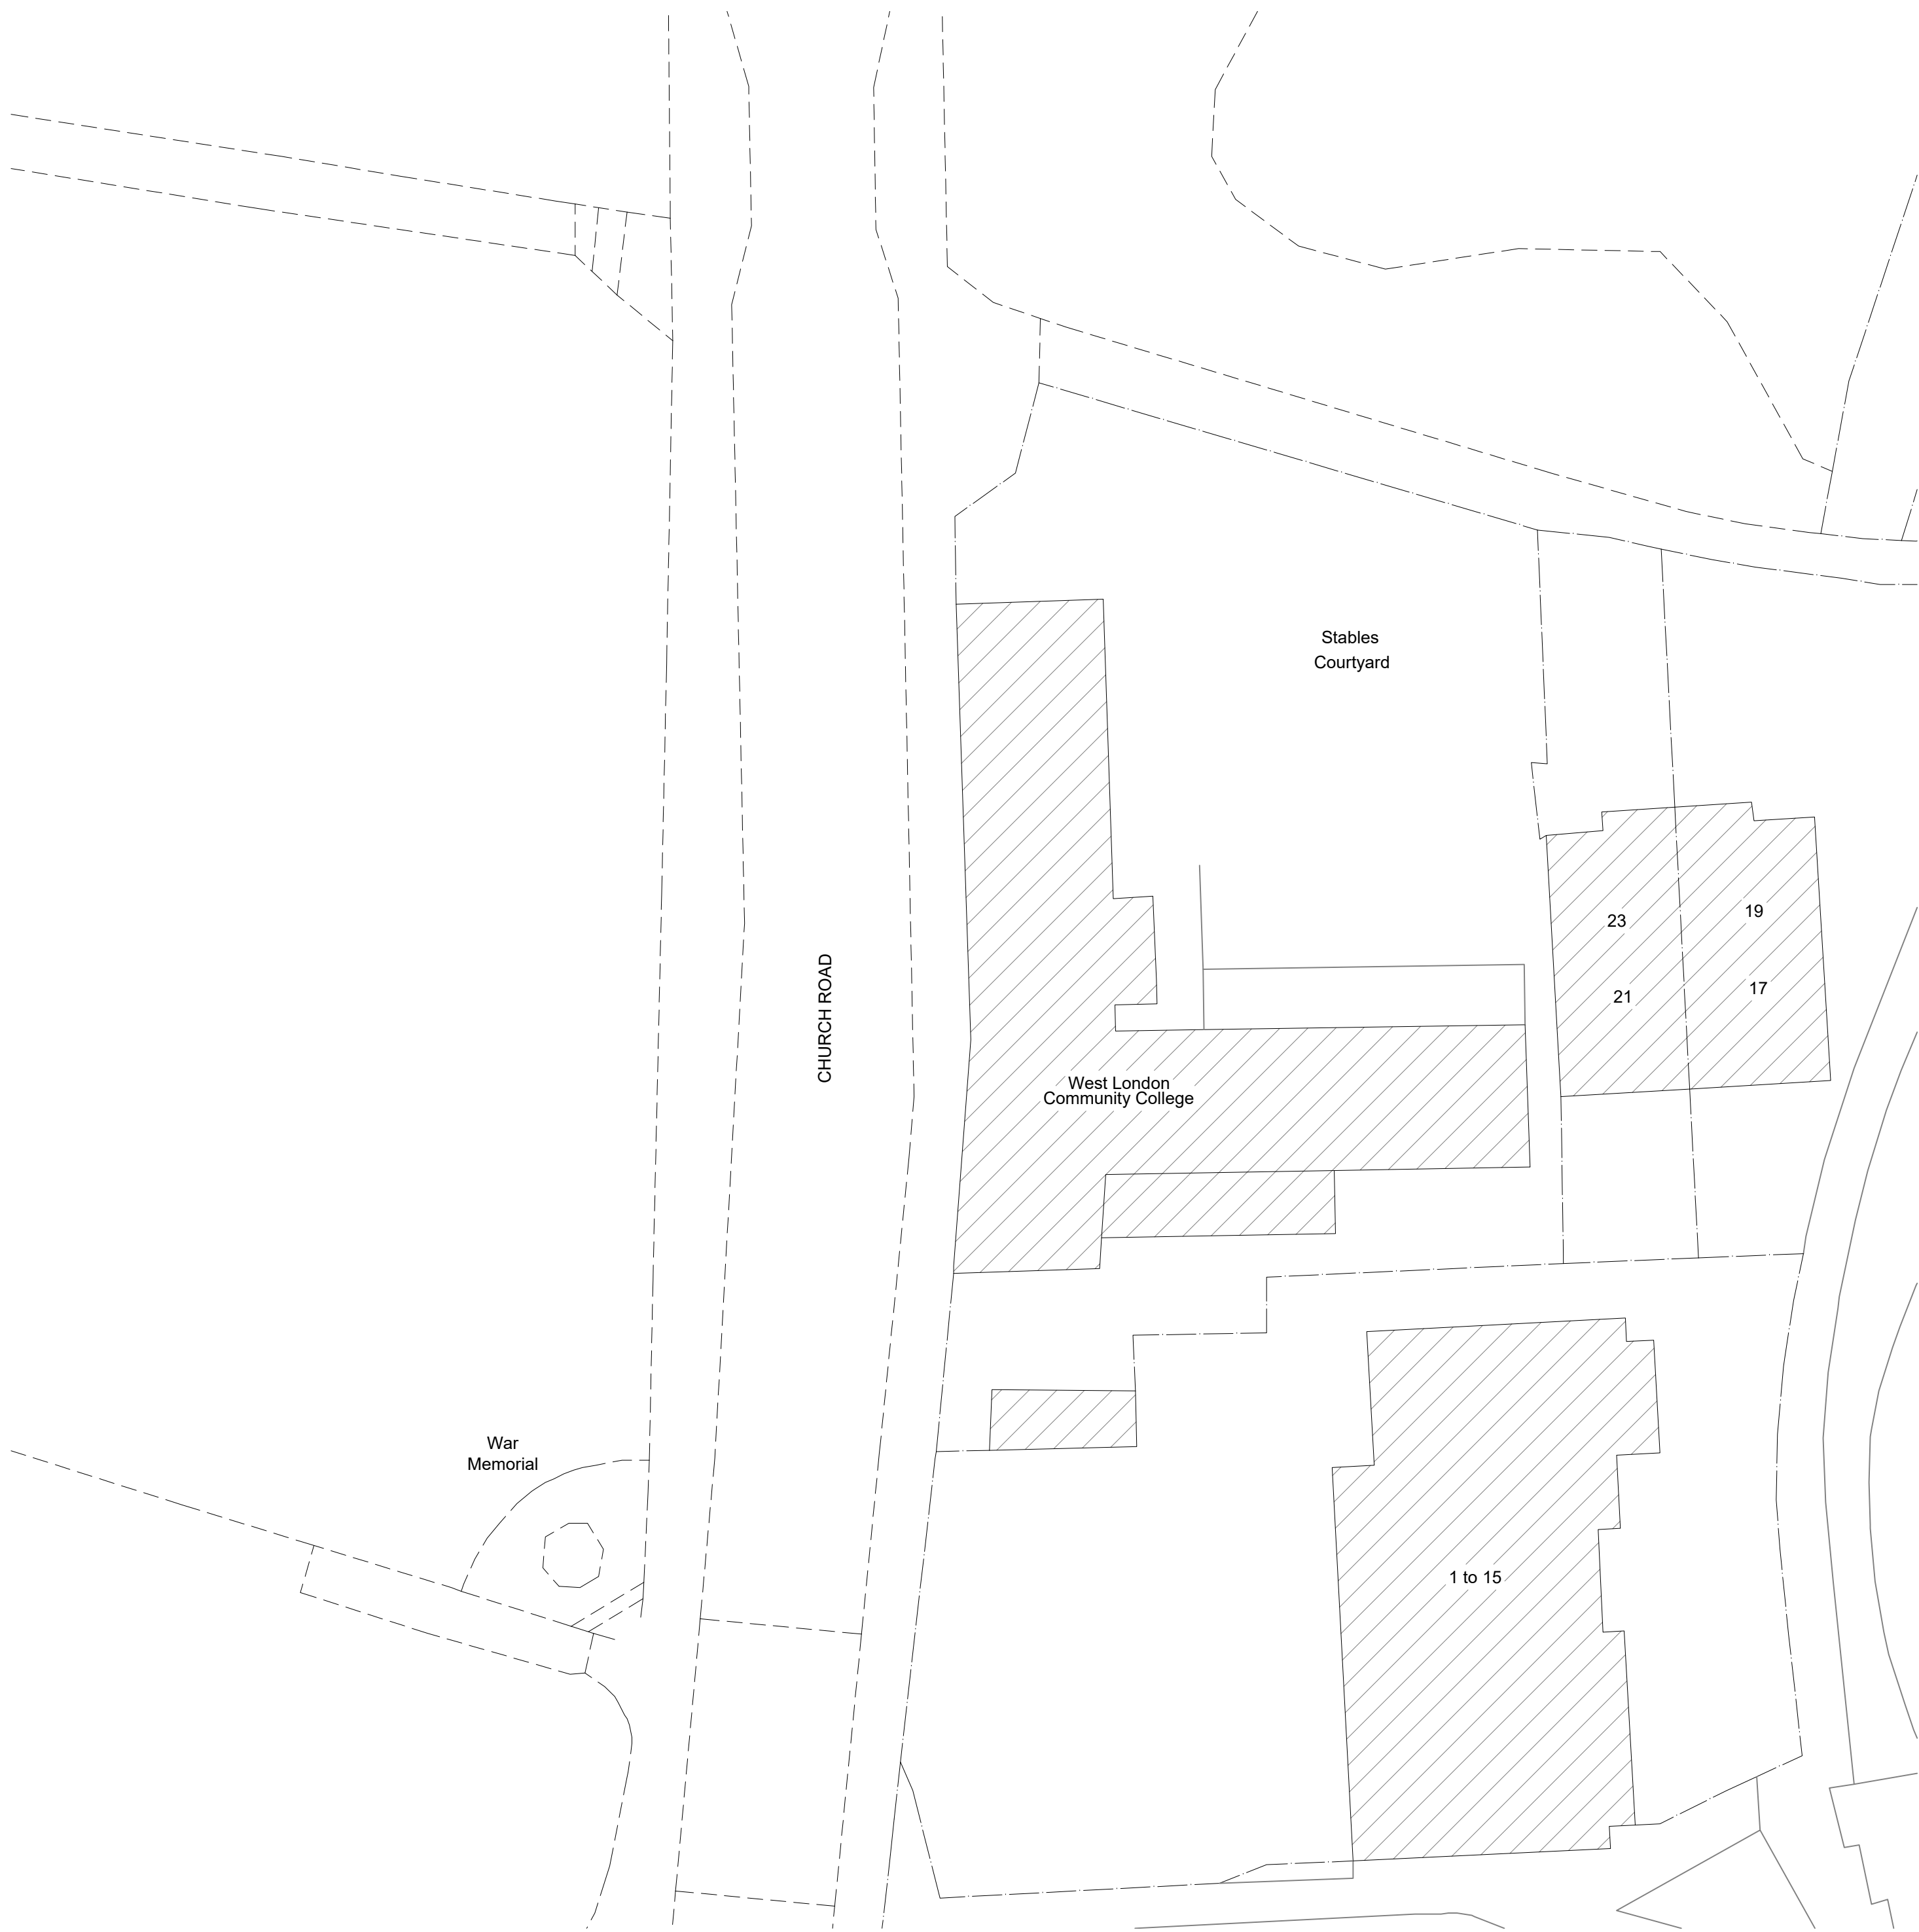 Stables
Courtyard
23
19
21
17
CHURCH ROAD
West London
Community College
War
Memorial
1 to 15